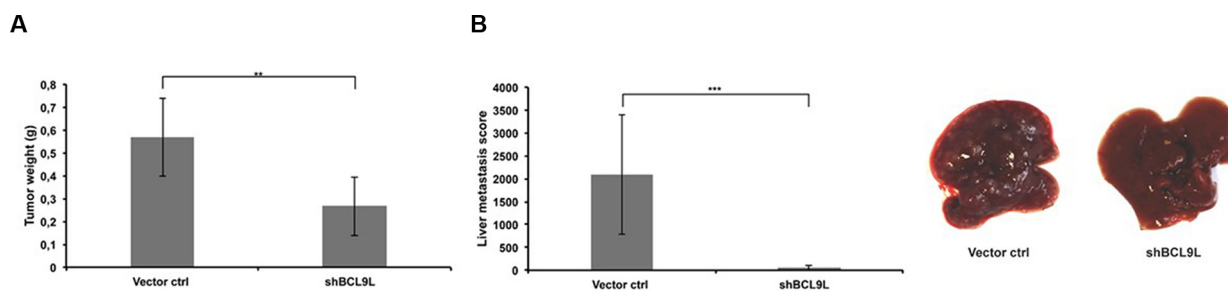 A
Tumor weight (g)
0,8
0,7
0,6
0,5
0,4
0,3
0,2
0,1
0
**
Vector ctrl
shBCL9L
B
Liver metastasis score
4000
3500
3000
2500
2000
1500
1000
500
0
***
Vector ctrl
shBCL9L
Vector ctrl
shBCL9L